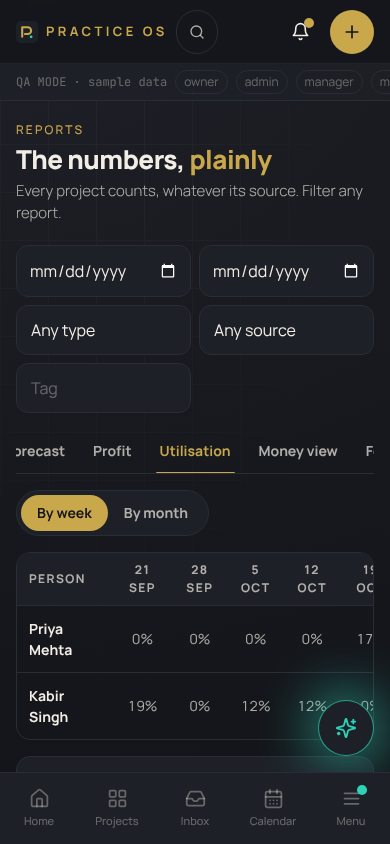 PRACTICE OS
QA MODE · sample data owner admin manager
REPORTS
The numbers, plainly
Every project counts, whatever its source. Filter any
report.
mm/dd/yyyy mm/dd/yyyy
Any type Any source
Tag
orecast Profit Utilisation Money view
By week By month
PERSON 21 SEP 28 SEP 5 OCT 12 OCT
Priya Mehta 0% 0% 0% 0%
Kabir Singh 19% 0% 12% 12%
Home Projects Inbox Calendar Menu